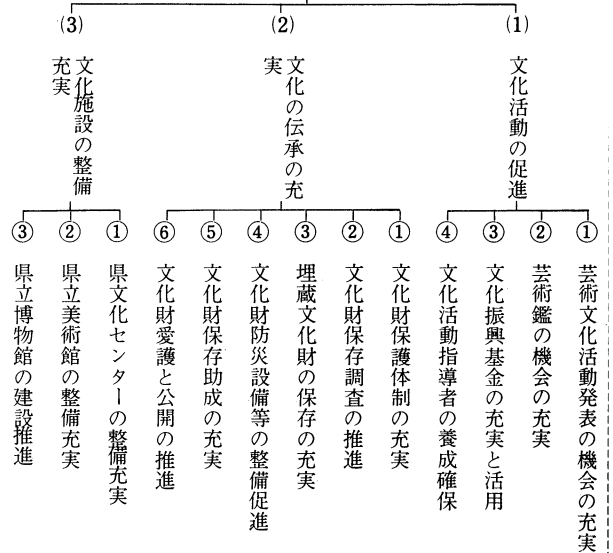 (1)
文化活動の促進
① 芸術文化活動発表の機会の充実
② 芸術鑑の機会の充実
③ 文化振興基金の充実と活用
④ 文化活動指導者の養成確保
(2)
文化の伝承の充
実
① 文化財保護体制の充実
② 文化財保存調査の推進
③ 埋蔵文化財の保存の充実
④ 文化財防災設備等の整備促進
⑤ 文化財保存助成の充実
⑥ 文化財愛護と公開の推進
(3)
文化施設の整備
充実
① 県文化センターの整備充実
② 県立美術館の整備充実
③ 県立博物館の建設推進